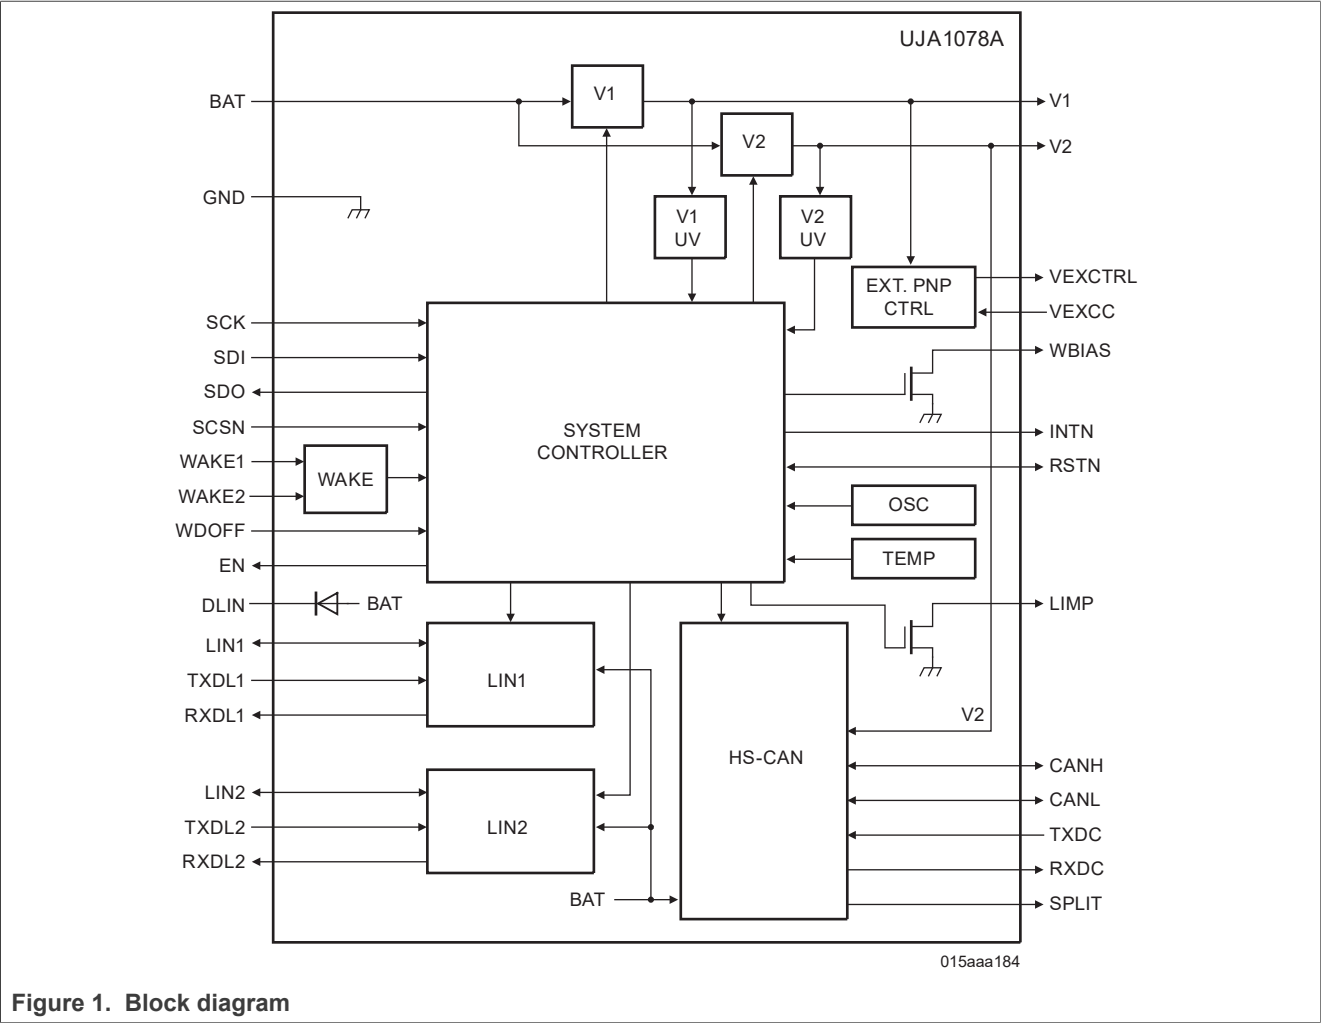 UJA1078A
BAT
V1
V1
V2
V2
GND
V1
UV
V2
UV
EXT. PNP
CTRL
VEXCTRL
VEXCC
SCK
SDI
SDO
SCSN
WAKE1
WAKE2
WAKE
WDOFF
EN
SYSTEM
CONTROLLER
WBIAS
INTN
RSTN
OSC
TEMP
DLIN
BAT
LIMP
LIN1
TXDL1
RXDL1
LIN1
V2
HS-CAN
LIN2
TXDL2
RXDL2
LIN2
BAT
CANH
CANL
TXDC
RXDC
SPLIT
015aaa184
Figure 1. Block diagram